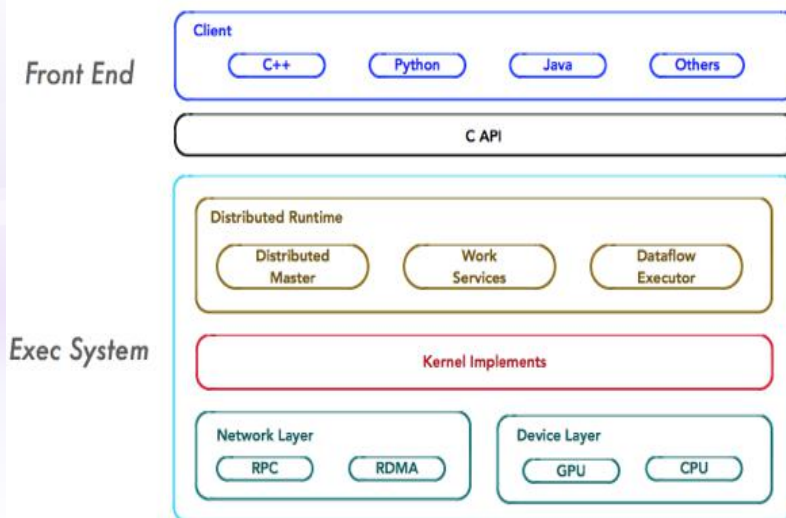 Front End
Client
C++ Python Java Others
C API
Exec System
Distributed Runtime
Distributed Master
Work Services
Dataflow Executor
Kernel Implements
Network Layer
RPC RDMA
Device Layer
GPU CPU